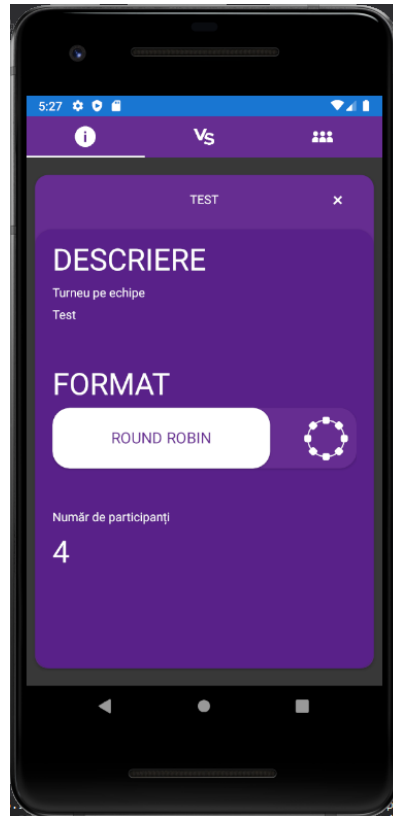 5:27
i
VS
TEST
×
DESCRIERE
Turneu pe echipe
Test
FORMAT
ROUND ROBIN
Număr de participanți
4